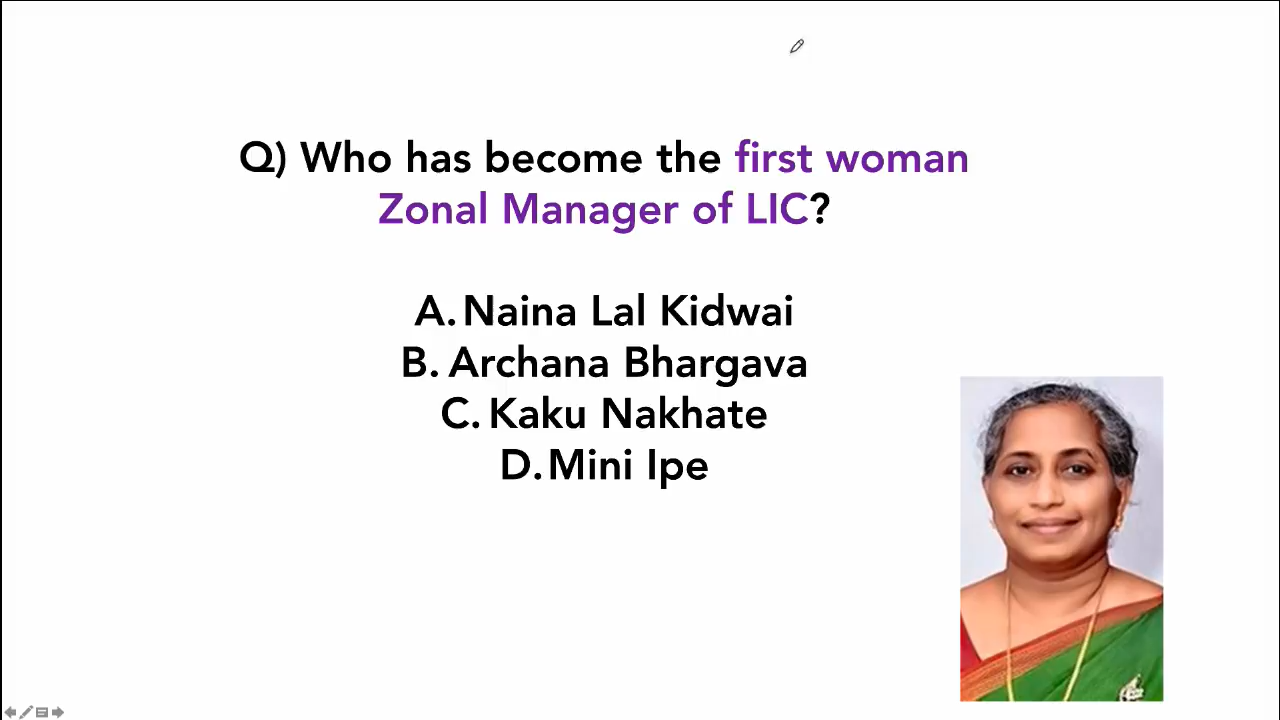 Q) Who has become the first woman
Zonal Manager of LIC?
A. Naina Lal Kidwai
B. Archana Bhargava
C. Kaku Nakhate
D. Mini Ipe